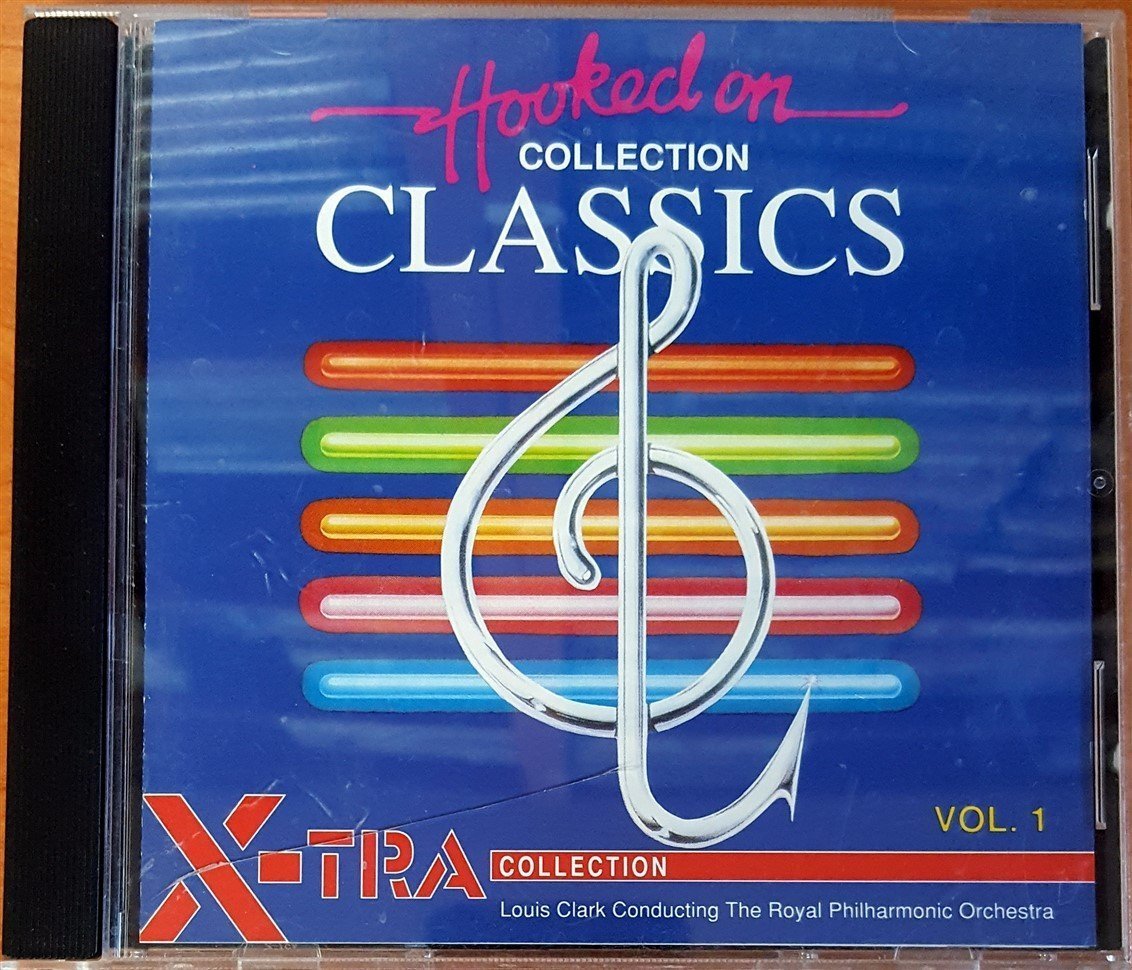 Hooked on
COLLECTION
CLASSICS
VOL. 1
X-TRA
COLLECTION
Louis Clark Conducting The Royal Philharmonic Orchestra